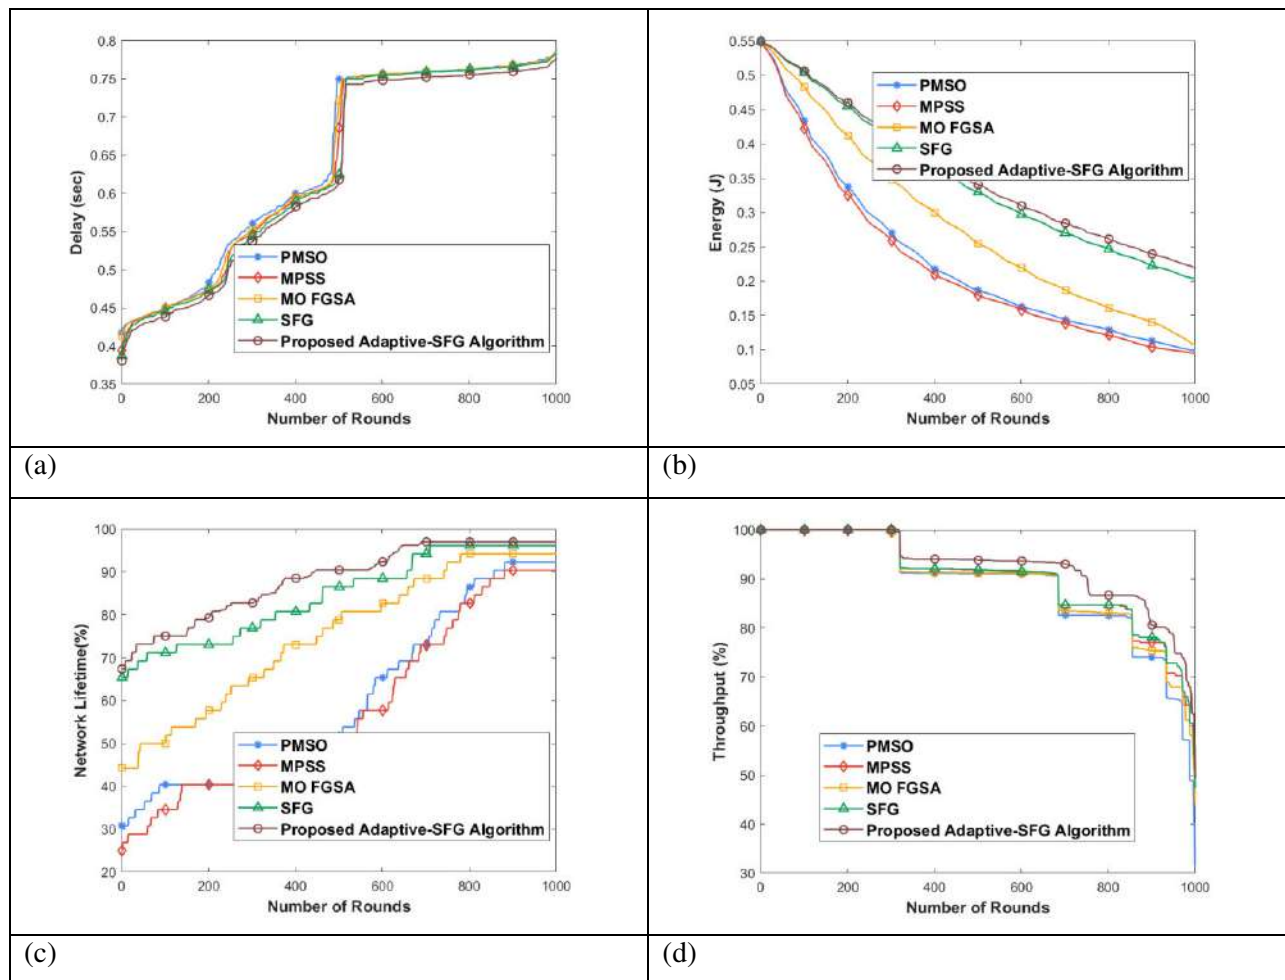 0.8
0.75
0.7
0.65
0.6
0.55
0.5
0.45
0.4
0.35
Delay (sec)
PMSO
MPSS
MO FGSA
SFG
Proposed Adaptive-SFG Algorithm
0 200 400 600 800 1000
Number of Rounds
0.55
0.5
0.45
0.4
0.35
0.3
0.25
0.2
0.15
0.1
0.05
Energy (J)
PMSO
MPSS
MO FGSA
SFG
Proposed Adaptive-SFG Algorithm
0 200 400 600 800 1000
Number of Rounds
(a)
(b)
100
90
80
70
60
50
40
30
20
Network Lifetime(%)
PMSO
MPSS
MO FGSA
SFG
Proposed Adaptive-SFG Algorithm
0 200 400 600 800 1000
Number of Rounds
100
90
80
70
60
50
40
30
Throughput (%)
PMSO
MPSS
MO FGSA
SFG
Proposed Adaptive-SFG Algorithm
0 200 400 600 800 1000
Number of Rounds
(c)
(d)